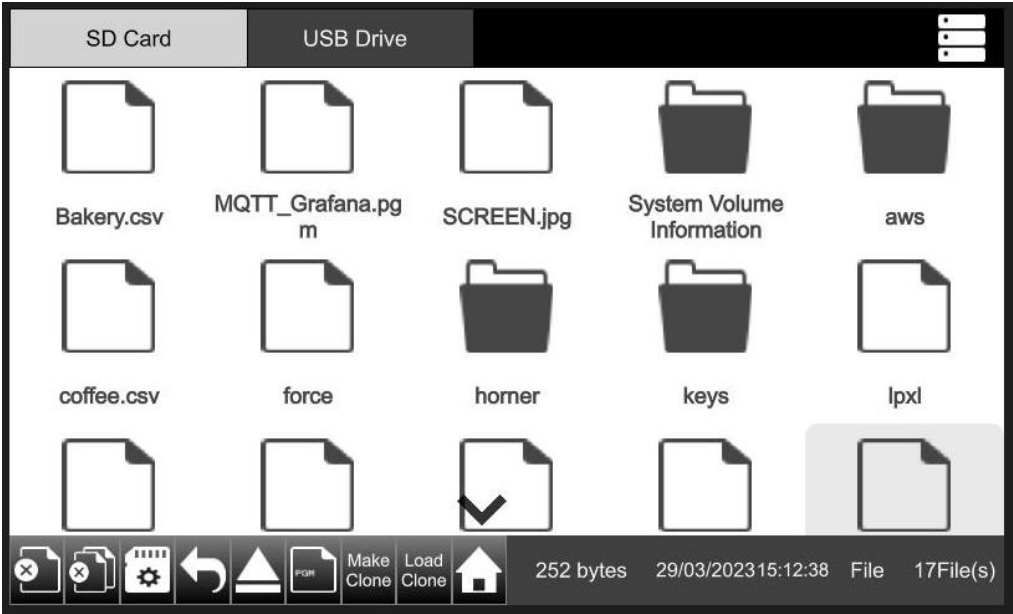 SD Card
USB Drive
Bakery.csv
MQTT_Grafana.pg
m
SCREEN.jpg
System Volume
Information
aws
coffee.csv
force
horner
keys
lpxl
PGM
Make
Clone
Load
Clone
252 bytes
29/03/202315:12:38
File
17File(s)